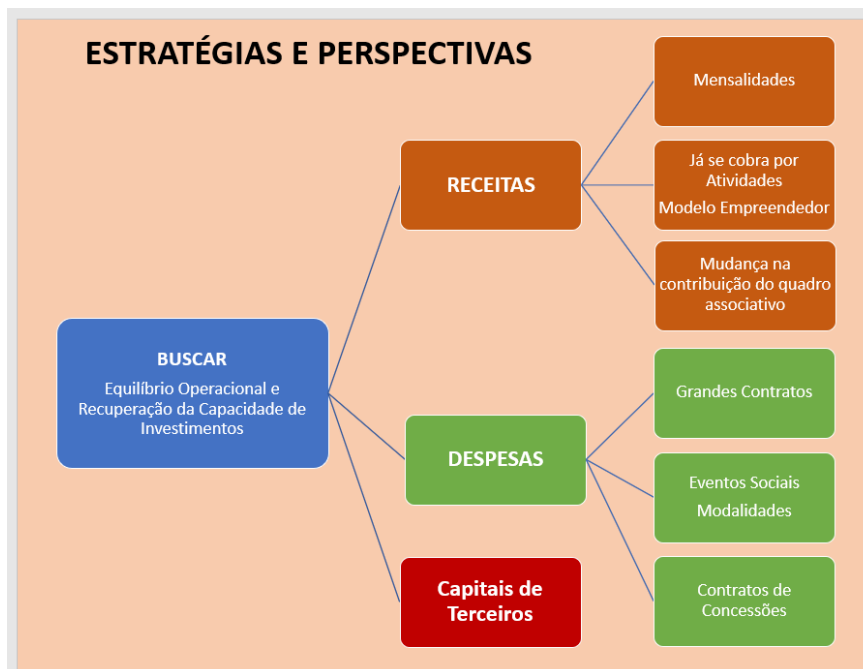 ESTRATÉGIAS E PERSPECTIVAS
Mensalidades
RECEITAS
Já se cobra por
Atividades
Modelo Empreendedor
Mudança na
contribuição do quadro
associativo
BUSCAR
Equilíbrio Operacional e
Recuperação da Capacidade de
Investimentos
Grandes Contratos
DESPESAS
Eventos Sociais
Modalidades
Capitais de
Terceiros
Contratos de
Concessões